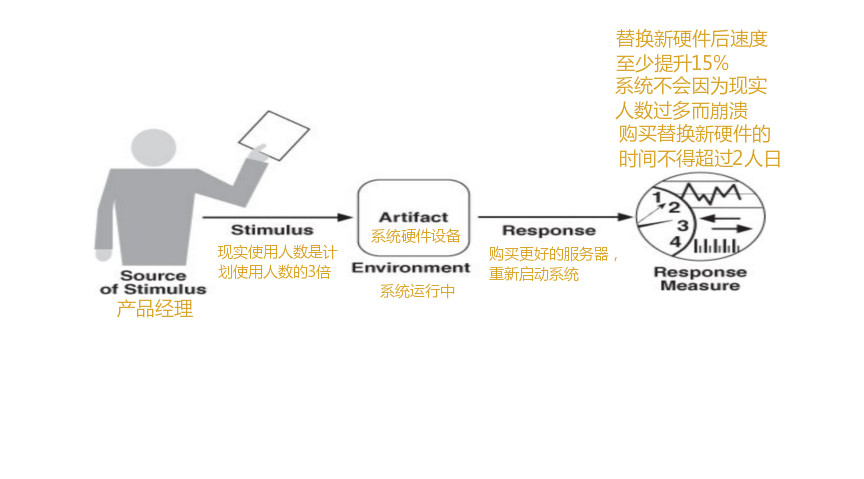 替换新硬件后速度
至少提升15%
系统不会因为现实
人数过多而崩溃
购买替换新硬件的
时间不得超过2人日
Source
of Stimulus
产品经理
Stimulus
现实使用人数是计
划使用人数的3倍
Artifact
系统硬件设备
Environment
系统运行中
Response
购买更好的服务器，
重新启动系统
1
2
3
4
Response
Measure